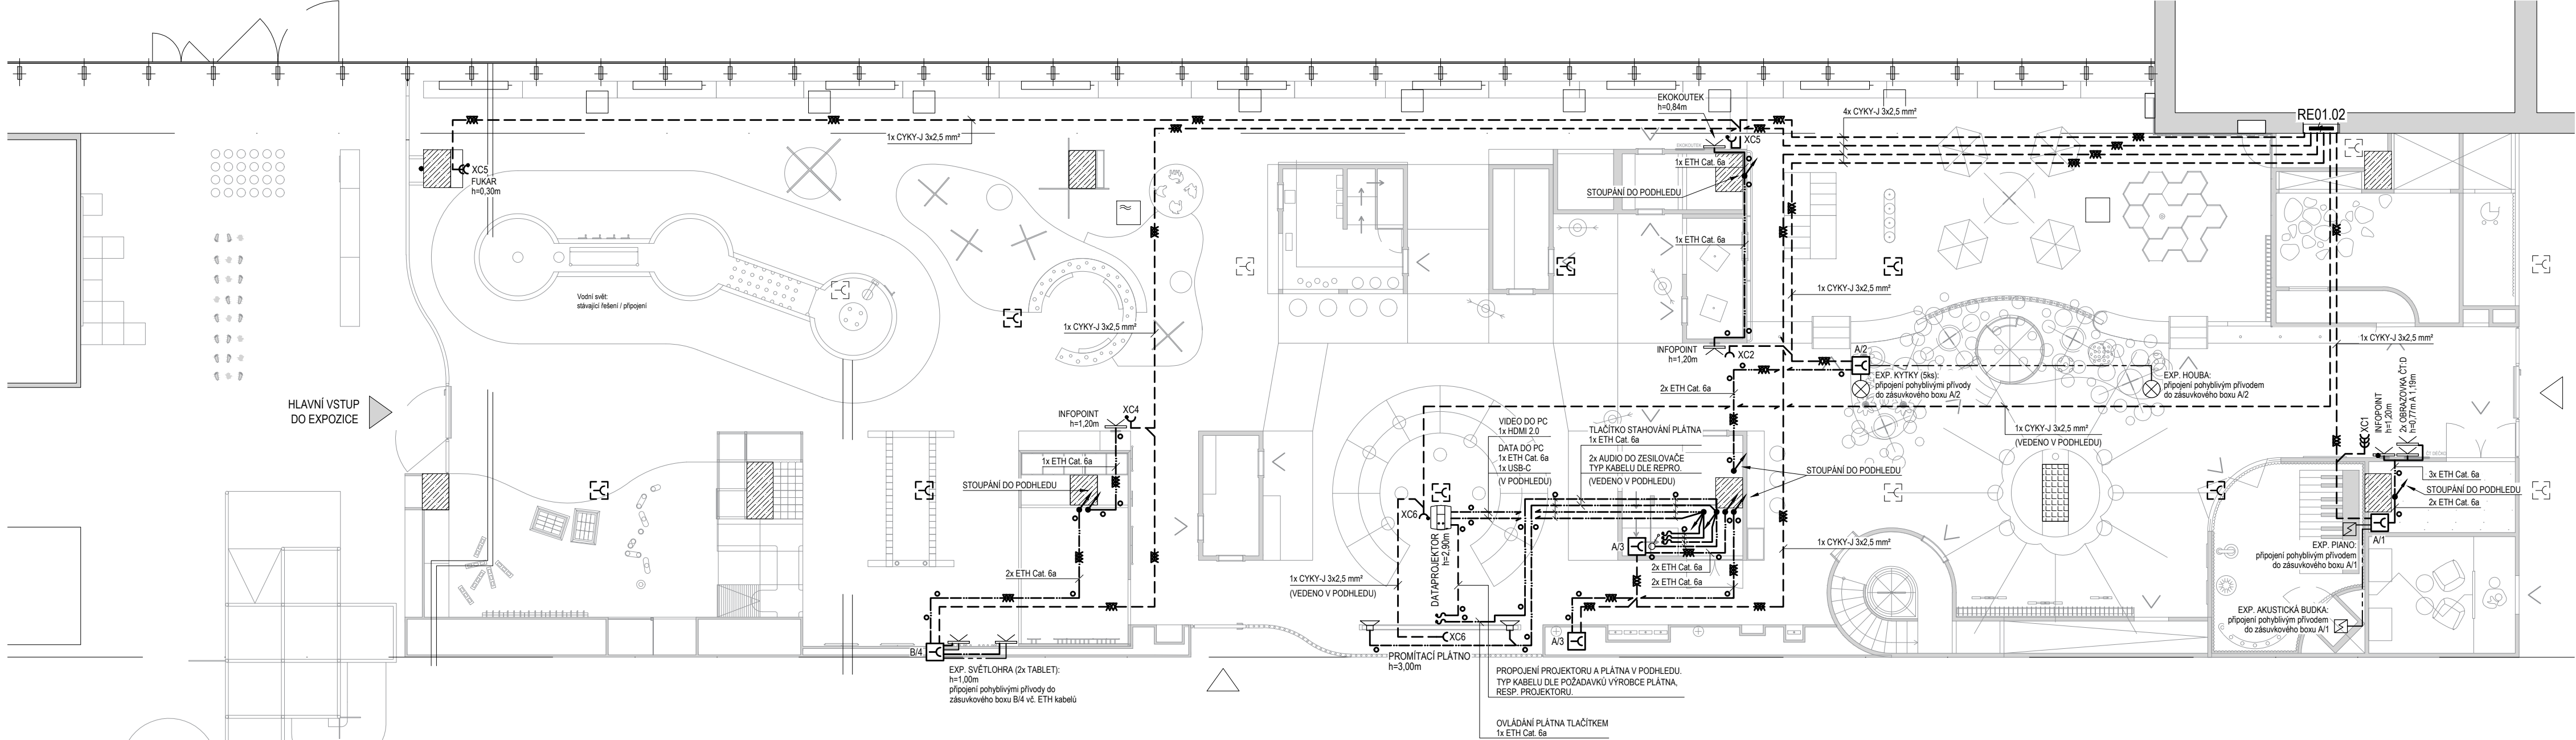 EKOKOUTEK
h=0,84m
4x CYKY-J 3x2,5 mm²
RE01.02
1x CYKY-J 3x2,5 mm²
XC5
FUKAR
h=0,30m
XC5
EKOKOUTEK
1x ETH Cat. 6a
STOUPÁNÍ DO PODHLEDU
1x ETH Cat. 6a
Vodní svět:
stávající řešení / připojení
1x CYKY-J 3x2,5 mm²
1x CYKY-J 3x2,5 mm²
1x CYKY-J 3x2,5 mm²
INFOPOINT
h=1,20m
XC2
A/2
EXP. KYTKY (5ks):
připojení pohyblivými přívody
do zásuvkového boxu A/2
EXP. HOUBA:
připojení pohyblivým přívodem
do zásuvkového boxu A/2
2x ETH Cat. 6a
HLAVNÍ VSTUP
DO EXPOZICE
INFOPOINT
h=1,20m
XC4
1x ETH Cat. 6a
STOUPÁNÍ DO PODHLEDU
2x ETH Cat. 6a
VIDEO DO PC
1x HDMI 2.0
DATA DO PC
1x ETH Cat. 6a
1x USB-C
(V PODHLEDU)
TLAČÍTKO STAHOVÁNÍ PLÁTNA
1x ETH Cat. 6a
2x AUDIO DO ZESILOVAČE
TYP KABELU DLE REPRO.
(VEDENO V PODHLEDU)
STOUPÁNÍ DO PODHLEDU
1x CYKY-J 3x2,5 mm²
(VEDENO V PODHLEDU)
XC1
INFOPOINT
h=1,20m
2x OBRAZOVKA ČT:D
h=0,77m A 1,19m
3x ETH Cat. 6a
STOUPÁNÍ DO PODHLEDU
2x ETH Cat. 6a
A/1
EXP. PIANO:
připojení pohyblivým přívodem
do zásuvkového boxu A/1
EXP. AKUSTICKÁ BUDKA:
připojení pohyblivým přívodem
do zásuvkového boxu A/1
XC6
DATAPROJEKTOR
h=2,90m
A/3
2x ETH Cat. 6a
2x ETH Cat. 6a
1x CYKY-J 3x2,5 mm²
1x CYKY-J 3x2,5 mm²
(VEDENO V PODHLEDU)
XC6
A/3
PROMÍTACÍ PLÁTNO
h=3,00m
B/4
EXP. SVĚTLOHRA (2x TABLET):
h=1,00m
připojení pohyblivými přívody do
zásuvkového boxu B/4 vč. ETH kabelů
PROPOJENÍ PROJEKTORU A PLÁTNA V PODHLEDU.
TYP KABELU DLE POŽADAVKŮ VÝROBCE PLÁTNA,
RESP. PROJEKTORU.
OVLÁDÁNÍ PLÁTNA TLAČÍTKEM
1x ETH Cat. 6a